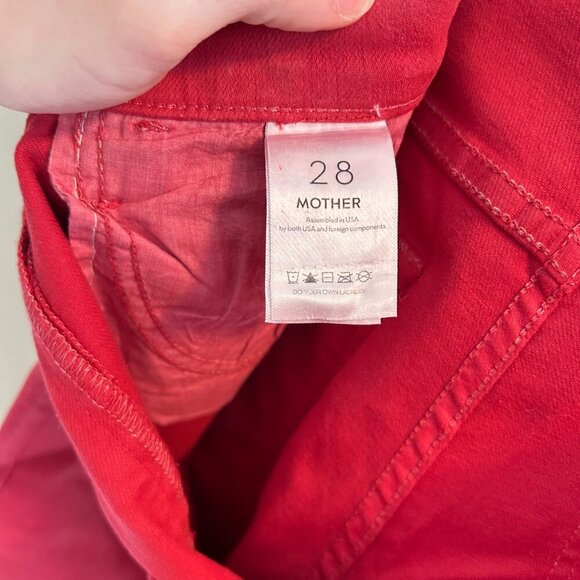 28
MOTHER
Assembled in USA
by both USA and foreign components
DO YOUR OWN LAUNDRY